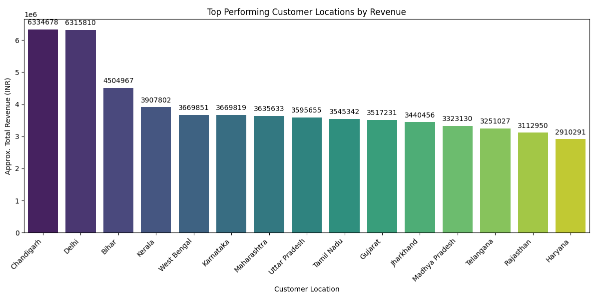 Top Performing Customer Locations by Revenue
1e6
6334678 6315810
4504967
3907802
3669851 3669819 3635633 3595655 3545342 3517231 3440456 3323130 3251027 3112950 2910291
6
5
4
3
2
1
0
Approx. Total Revenue (INR)
Chandigarh Delhi Bihar Kerala West Bengal Karnataka Maharashtra Uttar Pradesh Tamil Nadu Gujarat Jharkhand Madhya Pradesh Telangana Rajasthan Haryana
Customer Location